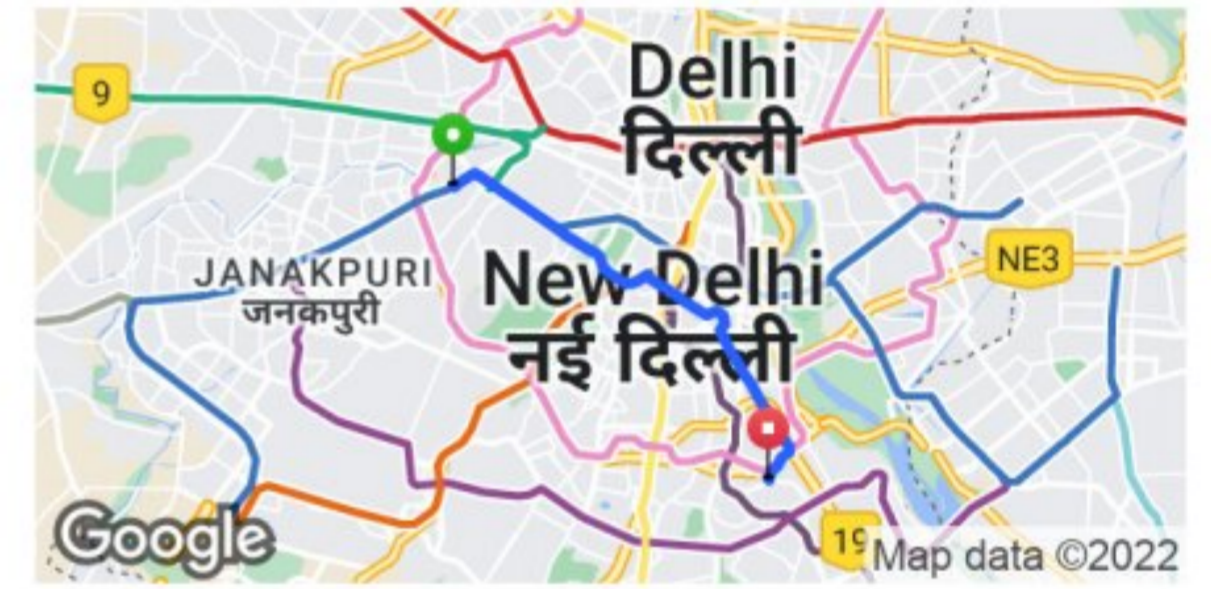 9
Delhi
दिल्ली
NE3
JANAKPURI
जनकपुरी
New Delhi
नई दिल्ली
Google
19
Map data ©2022